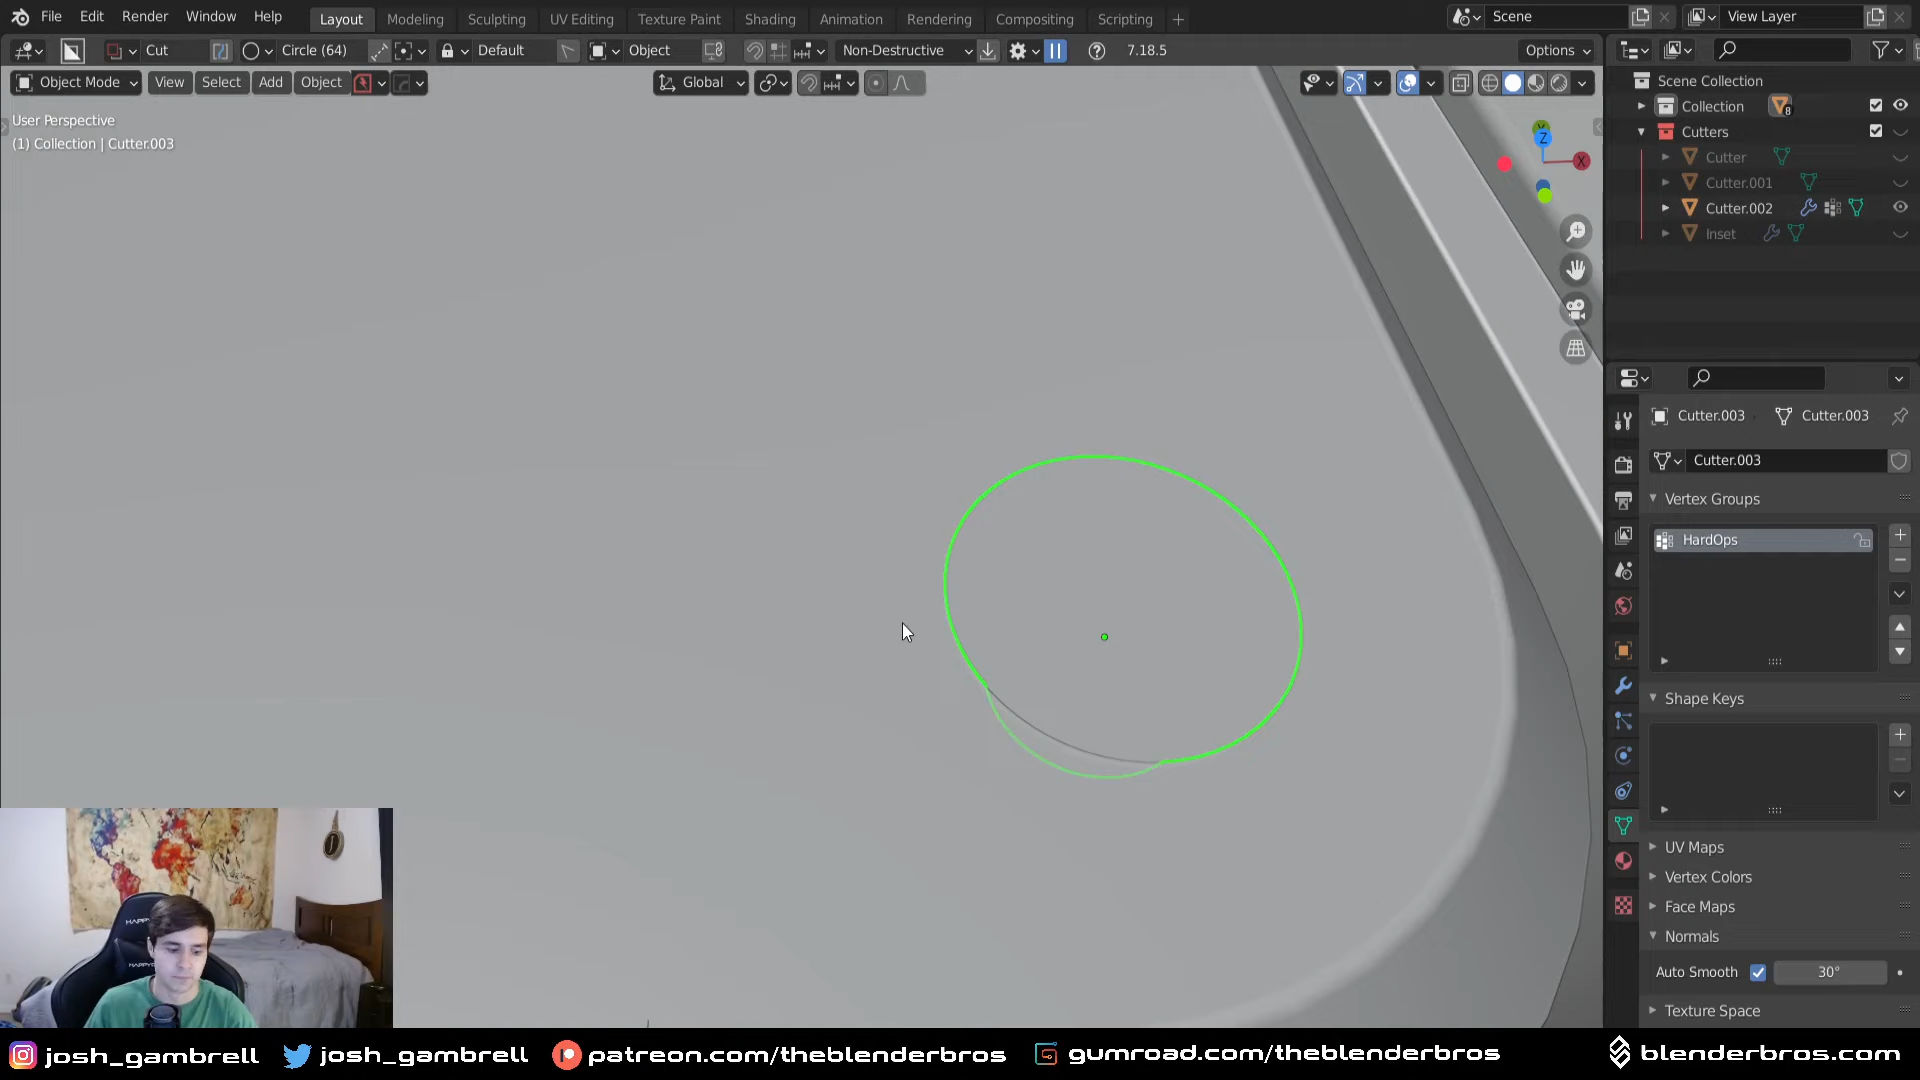 File Edit Render Window Help Layout Modeling Sculpting UV Editing Texture Paint Shading Animation Rendering Compositing Scripting + Scene View Layer
Cut Circle (64) Default Object Non-Destructive 7.18.5 Options
Object Mode View Select Add Object Global
User Perspective
(1) Collection | Cutter.003
Z
X
Scene Collection
Collection 8
Cutters
Cutter
Cutter.001
Cutter.002
Inset
Cutter.003 Cutter.003
Cutter.003
Vertex Groups
HardOps
Shape Keys
UV Maps
Vertex Colors
Face Maps
Normals
Auto Smooth 30°
Texture Space
josh_gambrell josh_gambrell patreon.com/theblenderbros gumroad.com/theblenderbros blenderbros.com